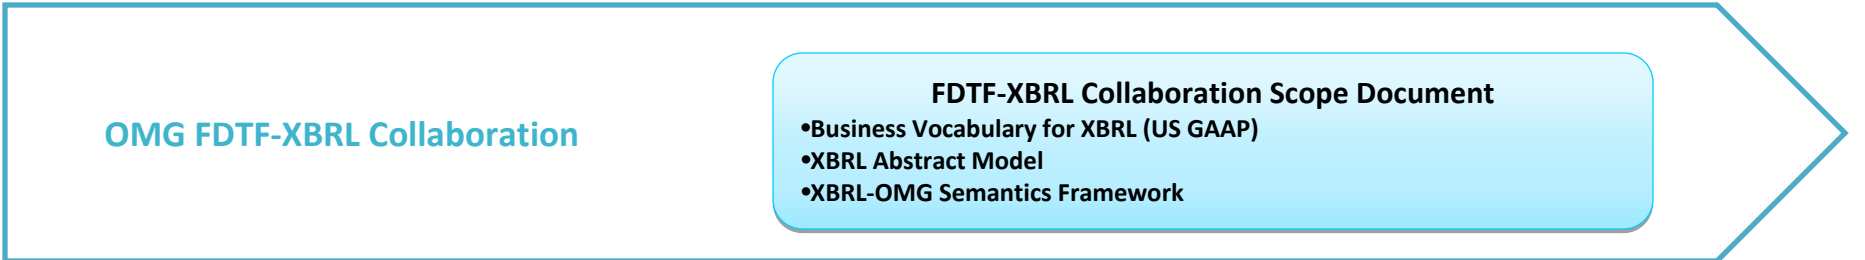 OMG FDTF-XBRL Collaboration
FDTF-XBRL Collaboration Scope Document
•Business Vocabulary for XBRL (US GAAP)
•XBRL Abstract Model
•XBRL-OMG Semantics Framework